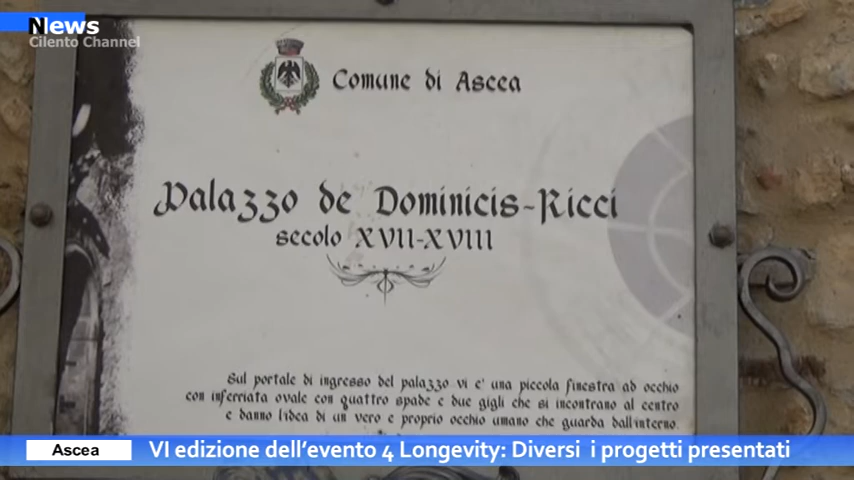 News
Cilento Channel
Comune di Ascea
Palazzo de Dominicis-Ricci
secolo XVII-XVIII
Sul portale di ingresso del palazzo vi e' una piccola finestra ad occhio
con inferriata ovale con quattro spade e due gigli che si incontrano al centro
e danno l'idea di un vero e proprio occhio umano che guarda dall'interno.
Ascea
VI edizione dell'evento 4 Longevity: Diversi i progetti presentati